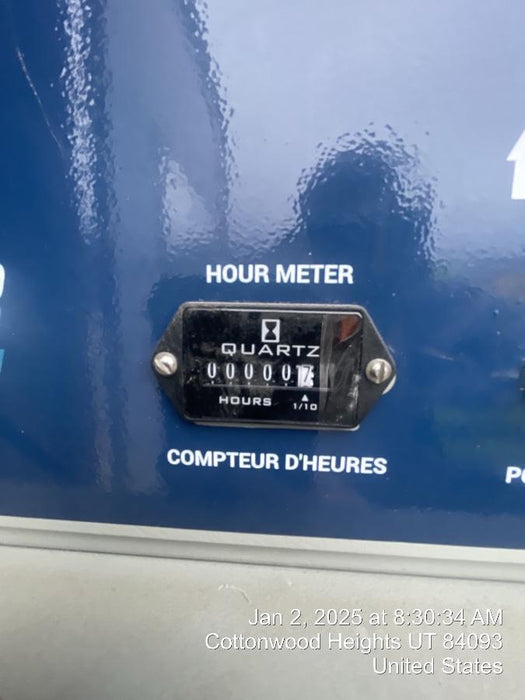 HOUR METER
QUARTZ
00000
HOURS 1/10
COMPTEUR D'HEURES
Jan 2, 2025 at 8:30:34 AM
Cottonwood Heights UT 84093
United States